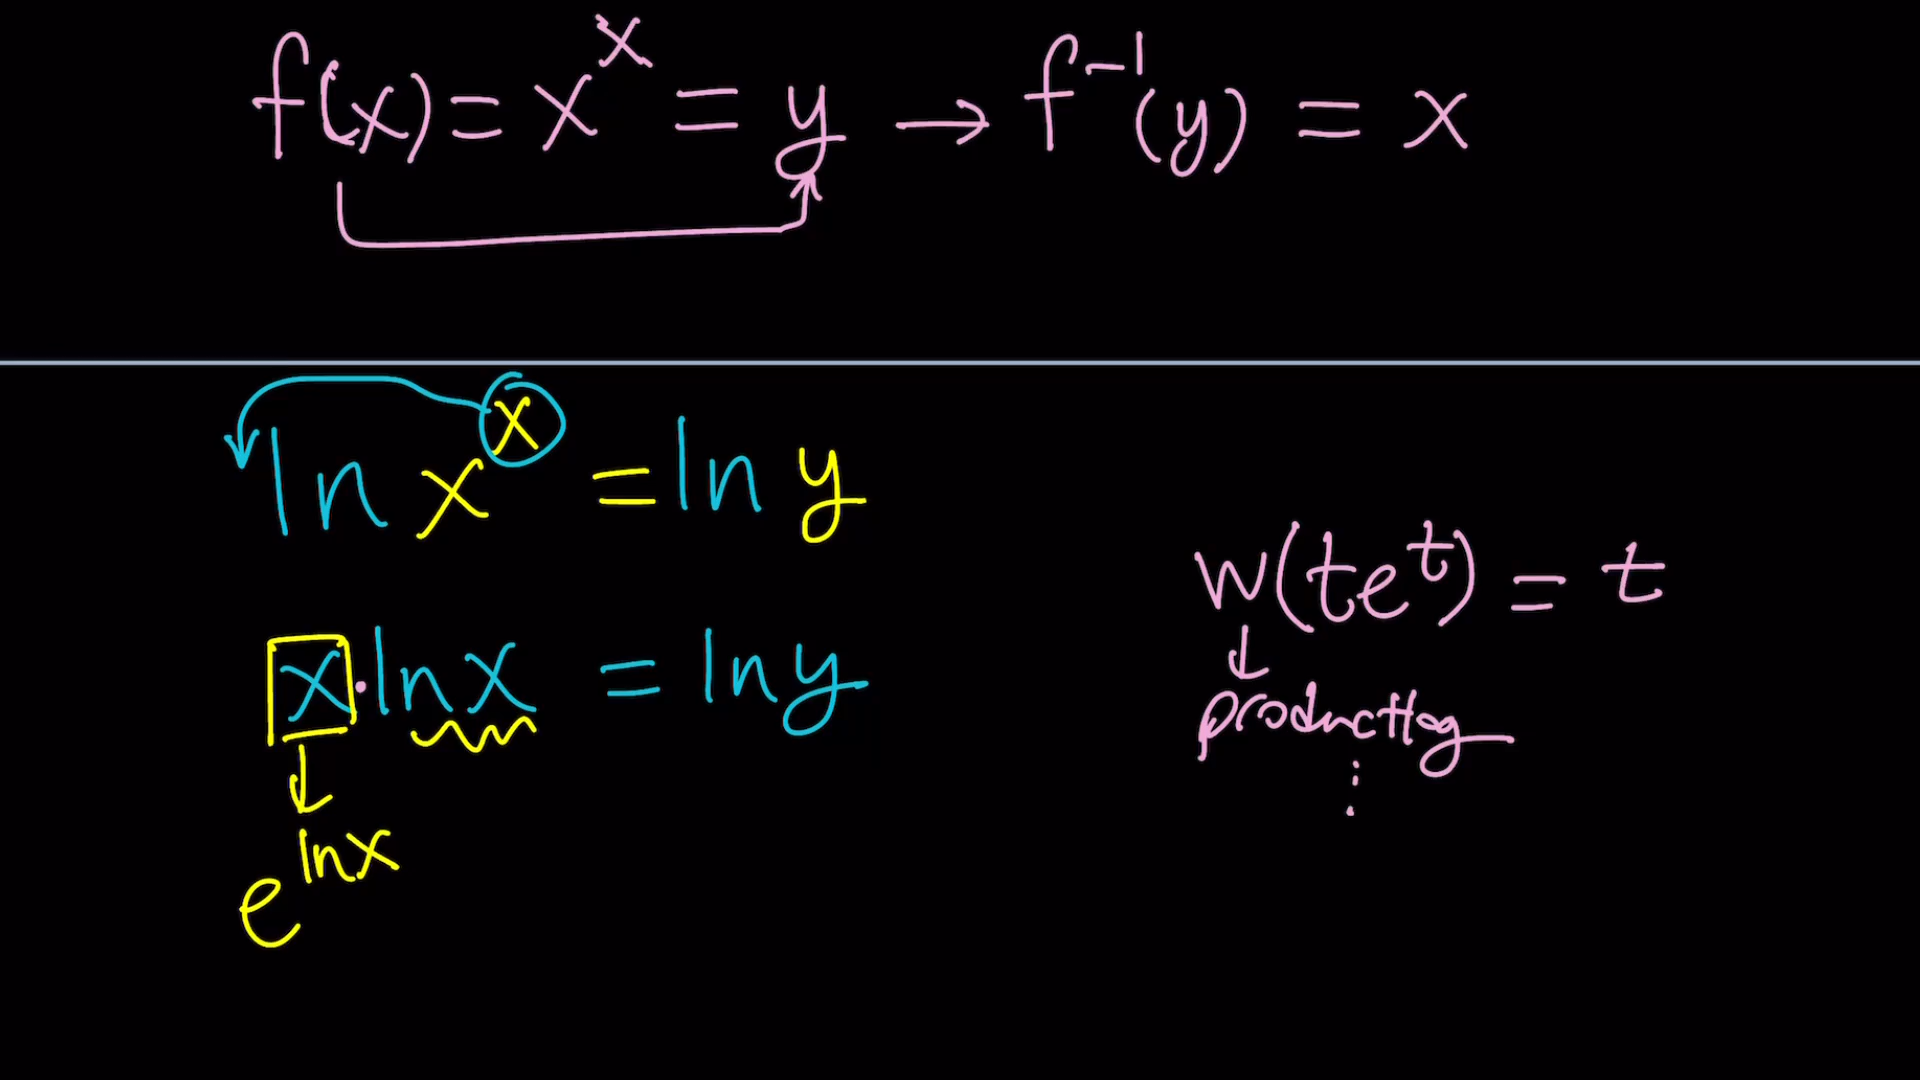 f(x) = x^x = y → f^{-1}(y) = x
ln x^x = ln y
W(te^t) = t
x · ln x = ln y
↓
productlog
⋮
↓
e^{ln x}